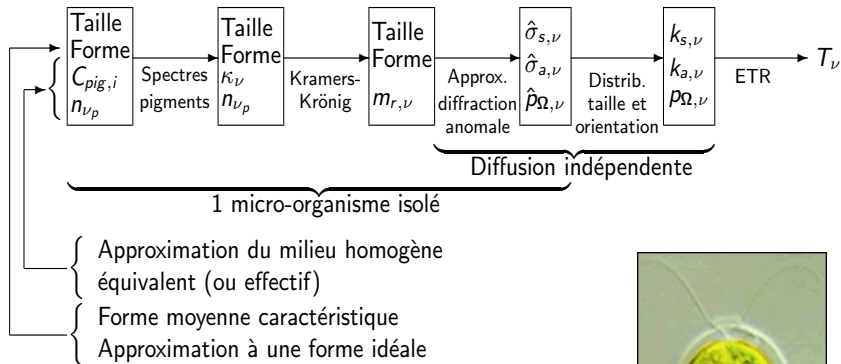 Taille
Forme
C_{pig,i}
n_{ν_p}
Spectres
pigments
Taille
Forme
κ_ν
n_{ν_p}
Kramers-
Krönig
Taille
Forme
m_{r,ν}
Approx.
diffraction
anomale
σ̂_{s,ν}
σ̂_{a,ν}
p̂_{Ω,ν}
Distrib.
taille et
orientation
k_{s,ν}
k_{a,ν}
p_{Ω,ν}
ETR
T_ν
Diffusion indépendente
1 micro-organisme isolé
Approximation du milieu homogène
équivalent (ou effectif)
Forme moyenne caractéristique
Approximation à une forme idéale